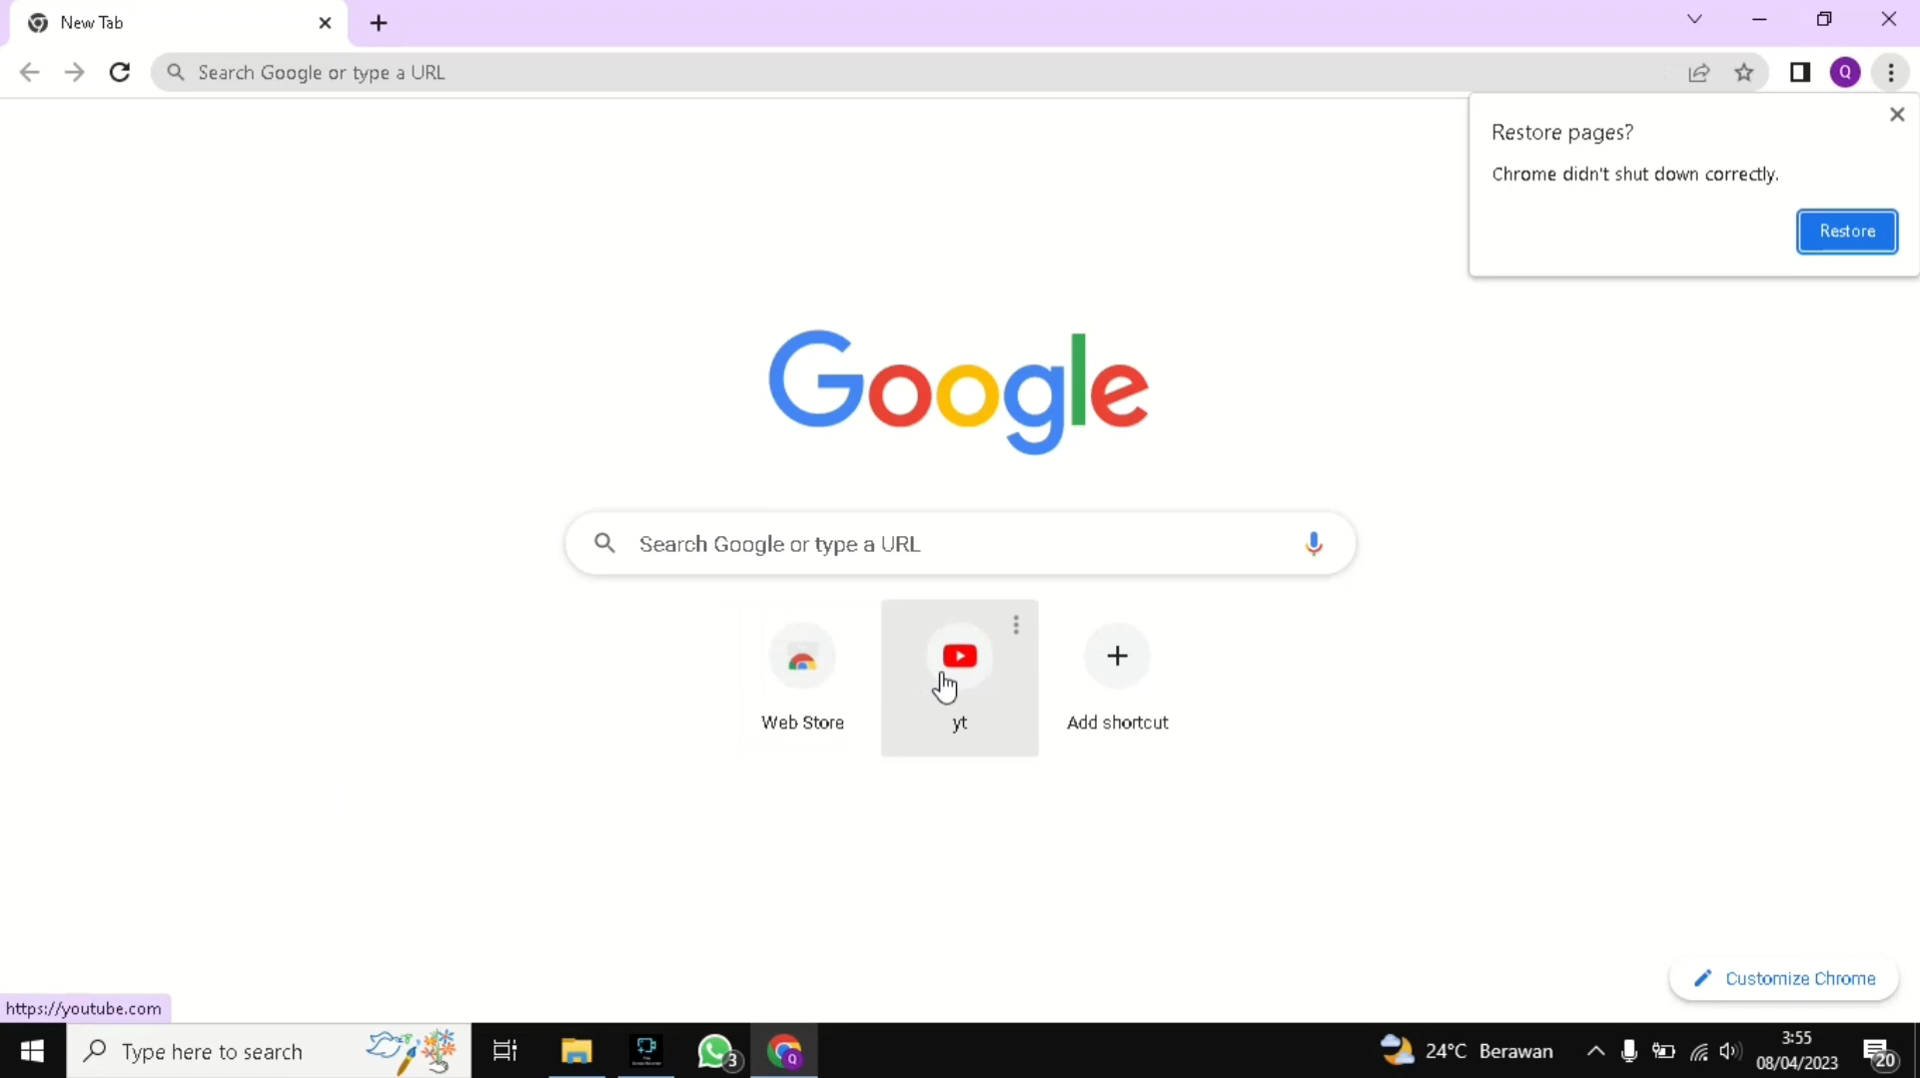 New Tab
Search Google or type a URL
Q
Restore pages?
Chrome didn't shut down correctly.
Restore
Google
Search Google or type a URL
Web Store
yt
Add shortcut
Customize Chrome
https://youtube.com
Type here to search
3
Q
24°C Berawan
3:55
08/04/2023
20